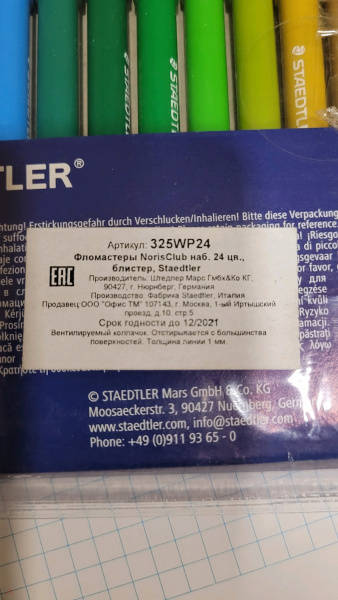 STAEDTLER
STAEDTLER
TLER®
Erstickungsgefahr durch Verschlucken/Inhalieren! Bitte diese Verpackung
Артикул: 325WP24
Фломастеры NorisClub наб. 24 цв.,
блистер, Staedtler
EAC
Производитель: Штедлер Марс Гмбх&Ко КГ,
90427, г. Нюрнберг, Германия
Производство: Фабрика Staedtler, Италия
Продавец:ООО "Офис ТМ" 107143, г. Москва, 1-ый Иртышский
проезд, д.10, стр.5
Срок годности до 12/2021
Вентилируемый колпачок. Отстирывается с большинства
поверхностей. Толщина линии 1 мм.
© STAEDTLER Mars GmbH & Co. KG
Moosaeckerstr. 3, 90427 Nuernberg, Germany
www.staedtler.com, info@staedtler.com
Phone: +49 (0)911 93 65 - 0